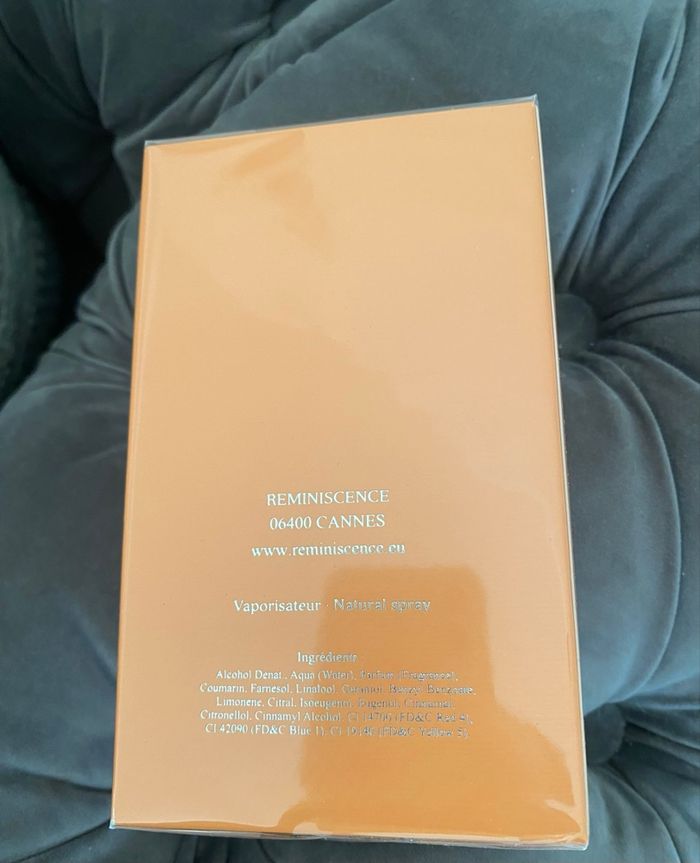 REMINISCENCE
06400 CANNES
www.reminiscence.eu
Vaporisateur · Natural spray
Ingrédients :
Alcohol Denat., Aqua (Water), Parfum (Fragrance),
Coumarin, Farnesol, Linalool, Geraniol, Benzyl Benzoate,
Limonene, Citral, Isoeugenol, Eugenol, Cinnamal,
Citronellol, Cinnamyl Alcohol, CI 14700 (FD&C Red 4),
CI 42090 (FD&C Blue 1), CI 19140 (FD&C Yellow 5).